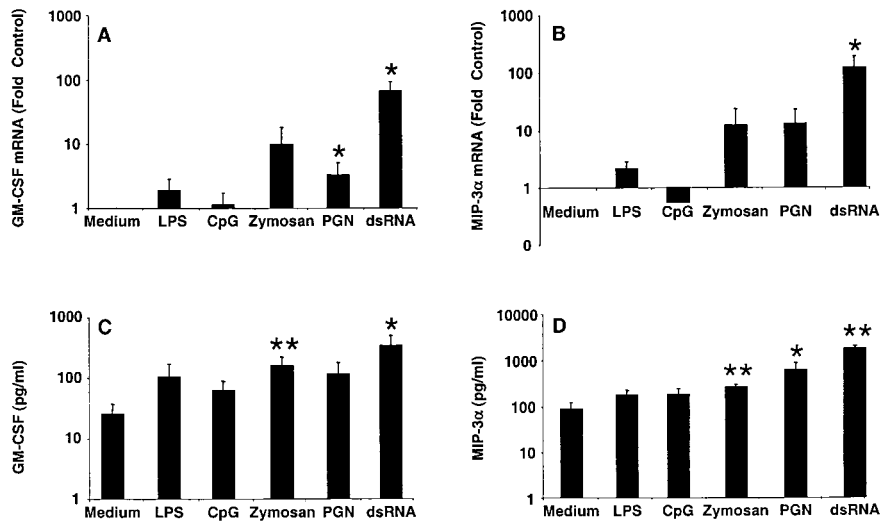 A
GM-CSF mRNA (Fold Control)
1000
100
10
1
*
*
Medium LPS CpG Zymosan PGN dsRNA
B
MIP-3α mRNA (Fold Control)
1000
100
10
1
0
*
Medium LPS CpG Zymosan PGN dsRNA
C
GM-CSF (pg/ml)
1000
100
10
1
**
*
Medium LPS CpG Zymosan PGN dsRNA
D
MIP-3α (pg/ml)
10000
1000
100
10
1
**
*
**
Medium LPS CpG Zymosan PGN dsRNA